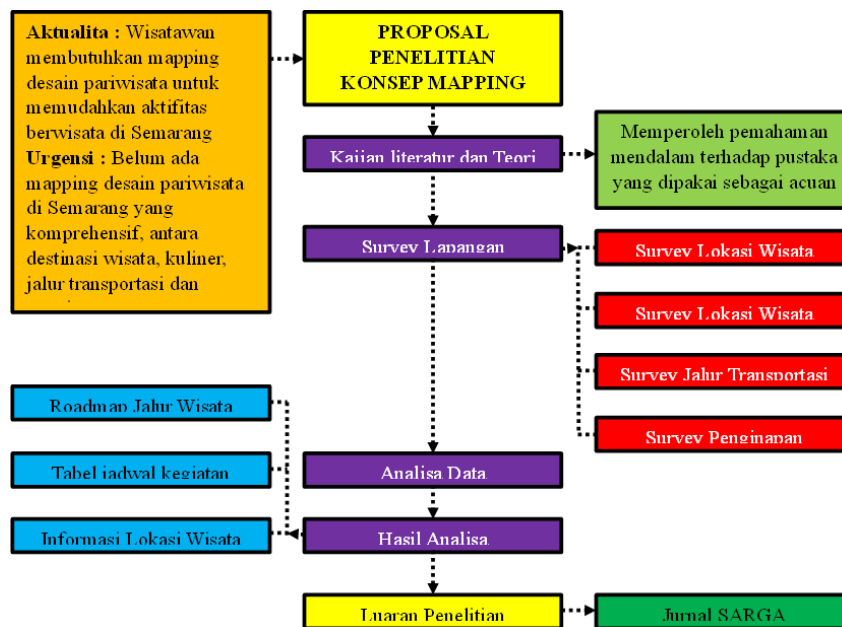 Aktualita : Wisatawan
membutuhkan mapping
desain pariwisata untuk
memudahkan aktifitas
berwisata di Semarang
Urgensi : Belum ada
mapping desain pariwisata
di Semarang yang
komprehensif, antara
destinasi wisata, kuliner,
jalur transportasi dan
PROPOSAL
PENELITIAN
KONSEP MAPPING
Kajian literatur dan Teori
Memperoleh pemahaman
mendalam terhadap pustaka
yang dipakai sebagai acuan
Survey Lapangan
Survey Lokasi Wisata
Survey Lokasi Wisata
Survey Jalur Transportasi
Survey Penginapan
Roadmap Jalur Wisata
Tabel jadwal kegiatan
Informasi Lokasi Wisata
Analisa Data
Hasil Analisa
Luaran Penelitian
Jurnal SARGA